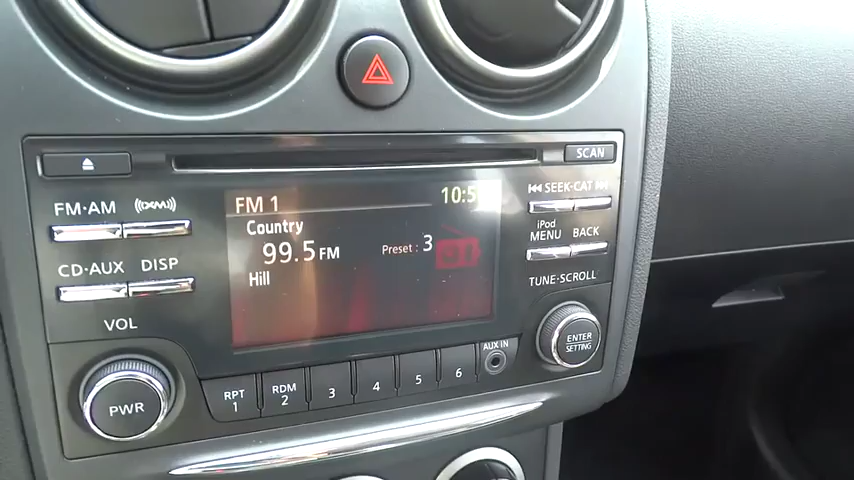 SCAN
FM·AM
((XM))
SEEK·CAT
FM 1
10:5
Country
iPod
MENU
BACK
99.5 FM
Preset : 3
CD·AUX
DISP
Hill
TUNE·SCROLL
VOL
AUX IN
ENTER
SETTING
RPT
1
RDM
2
3
4
5
6
PWR